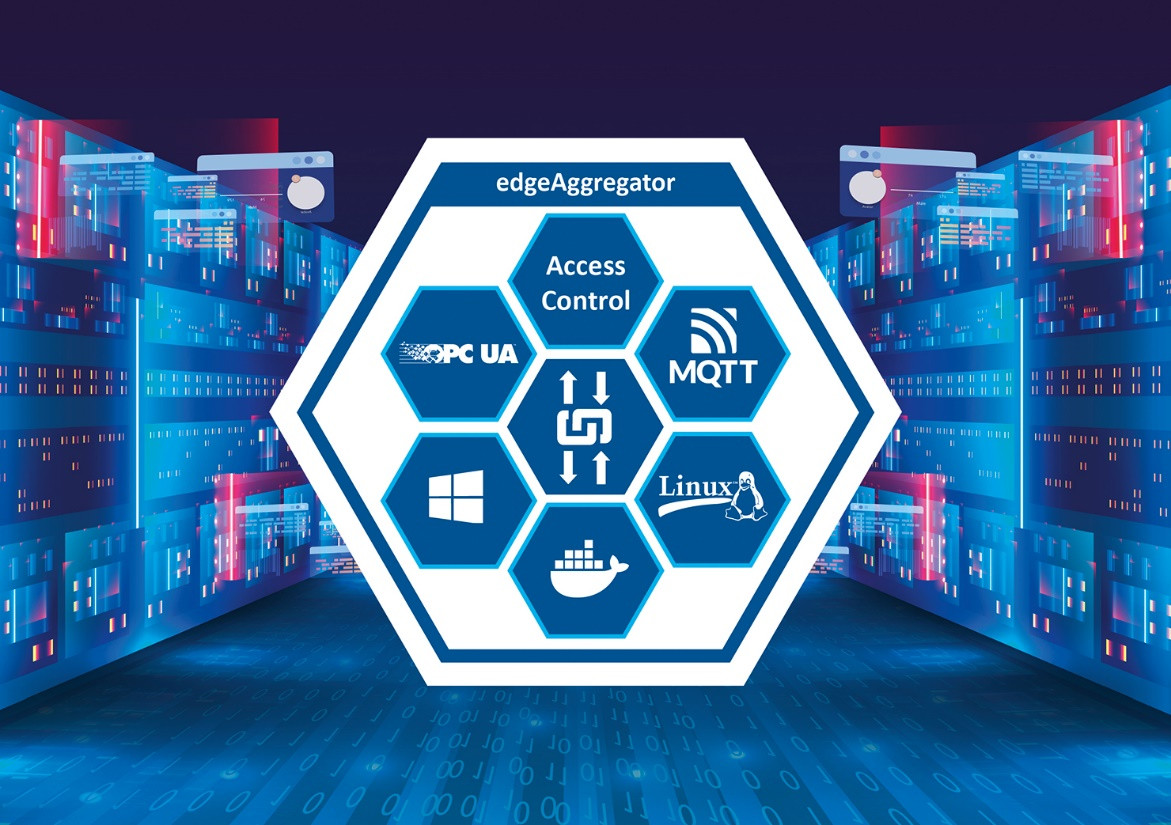 edgeAggregator
Access
Control
OPC UA
MQTT
Linux